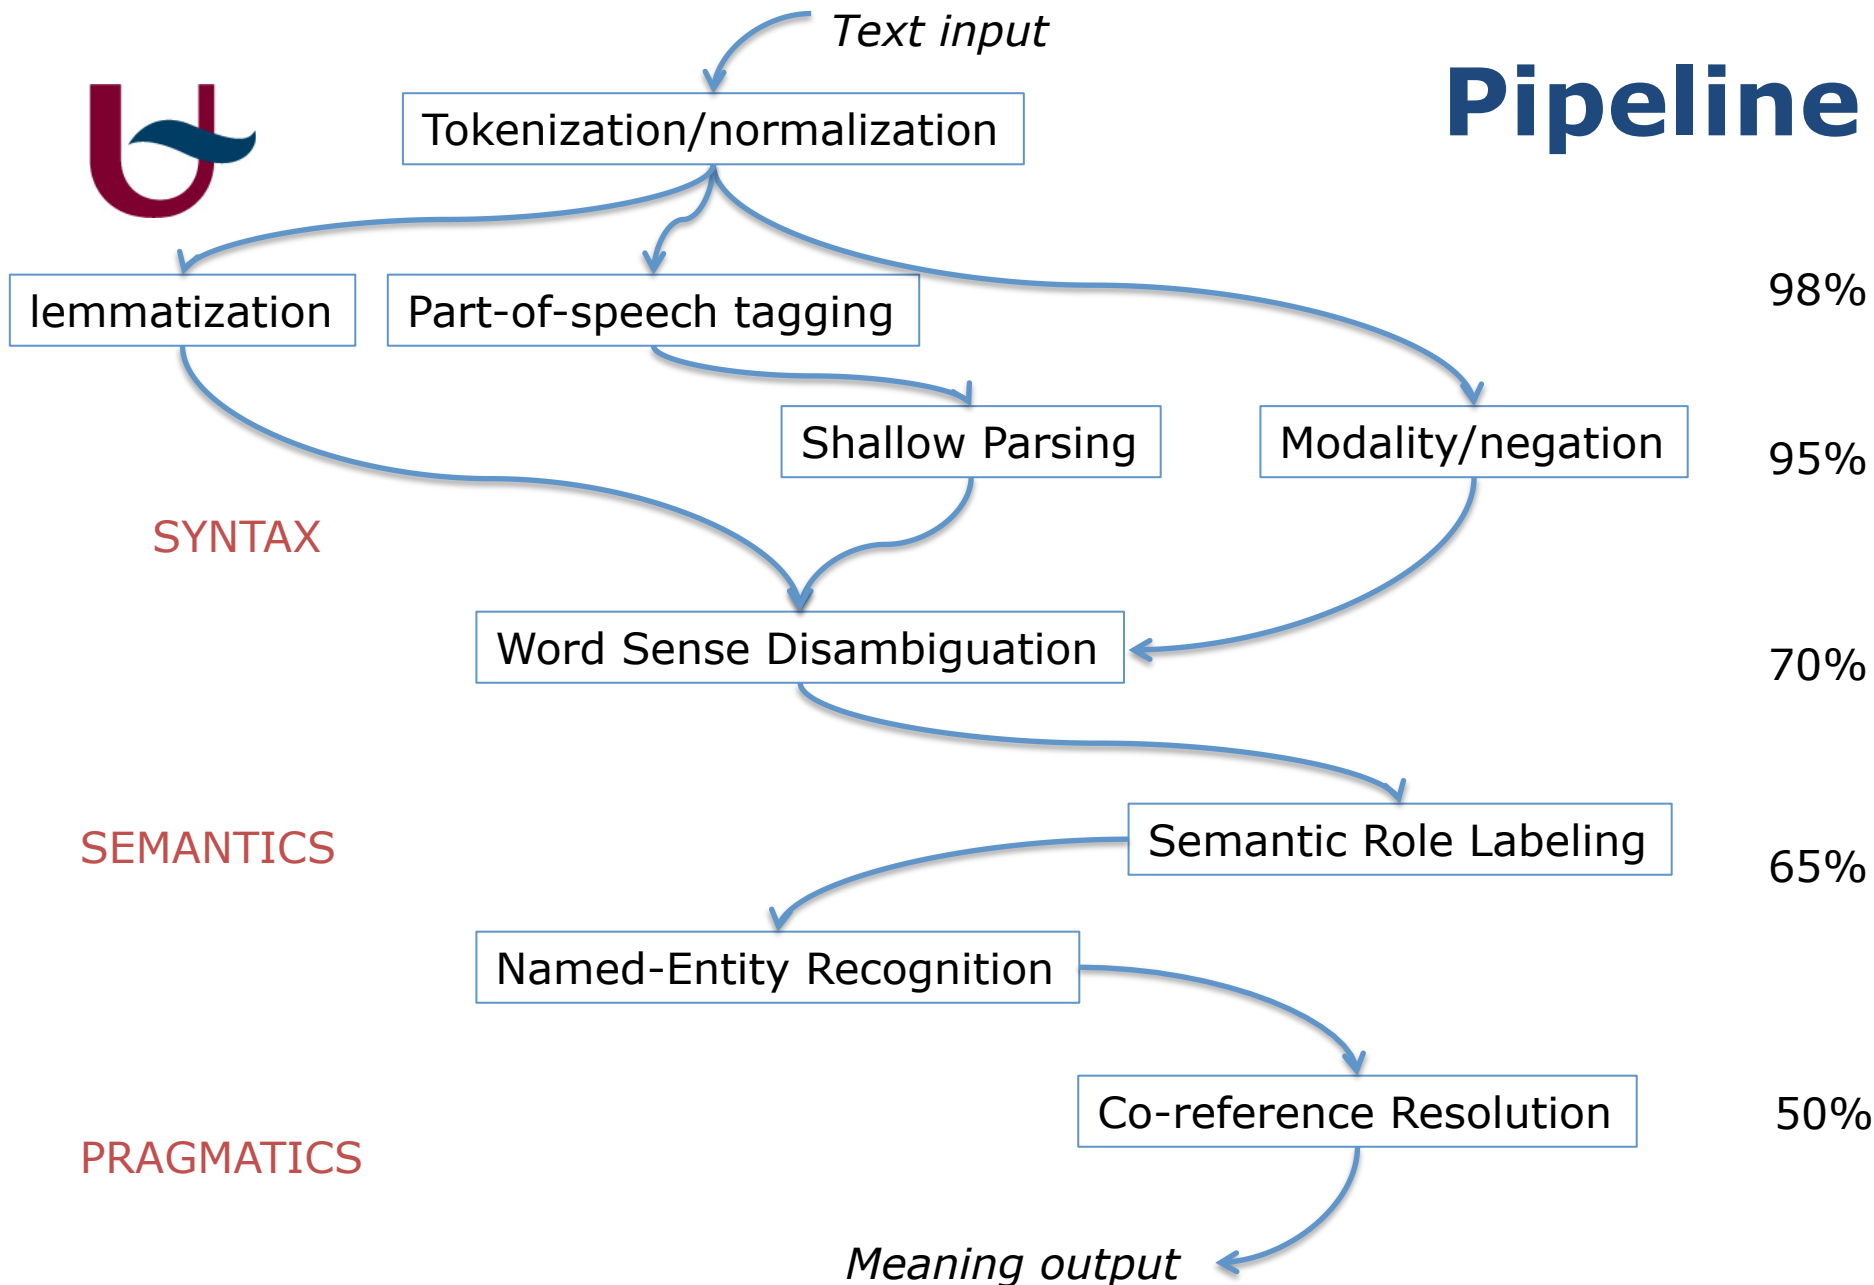 Text input
Pipeline
Tokenization/normalization
lemmatization
Part-of-speech tagging
98%
Shallow Parsing
Modality/negation
95%
SYNTAX
Word Sense Disambiguation
70%
SEMANTICS
Semantic Role Labeling
65%
Named-Entity Recognition
Co-reference Resolution
50%
PRAGMATICS
Meaning output